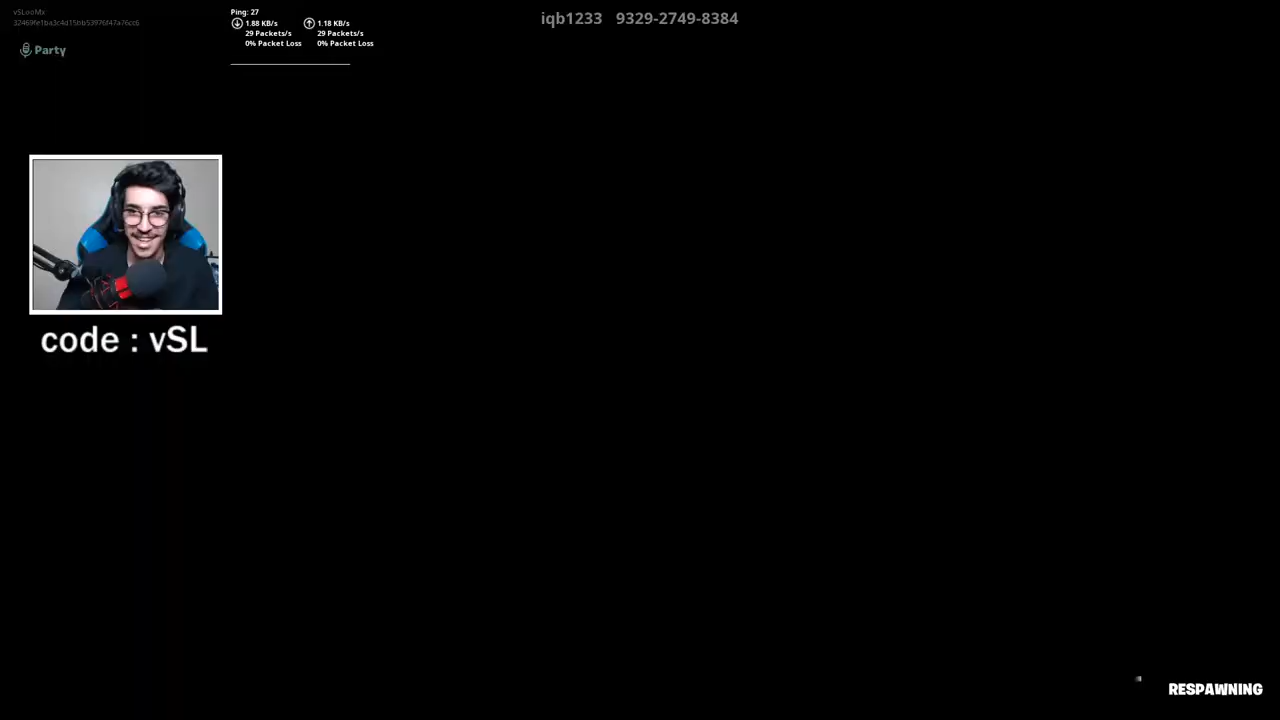 vSLooMx
Party
Ping: 27
1.88 KB/s
29 Packets/s
0% Packet Loss
1.18 KB/s
29 Packets/s
0% Packet Loss
iqb1233 9329-2749-8384
code : vSL
RESPAWNING